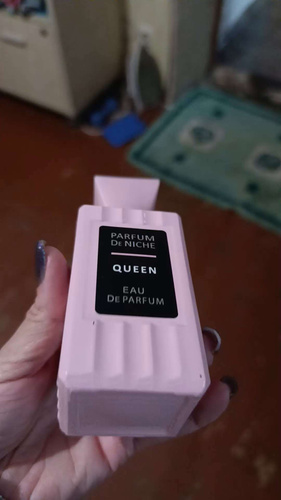 PARFUM
DE NICHE
QUEEN
EAU
DE PARFUM